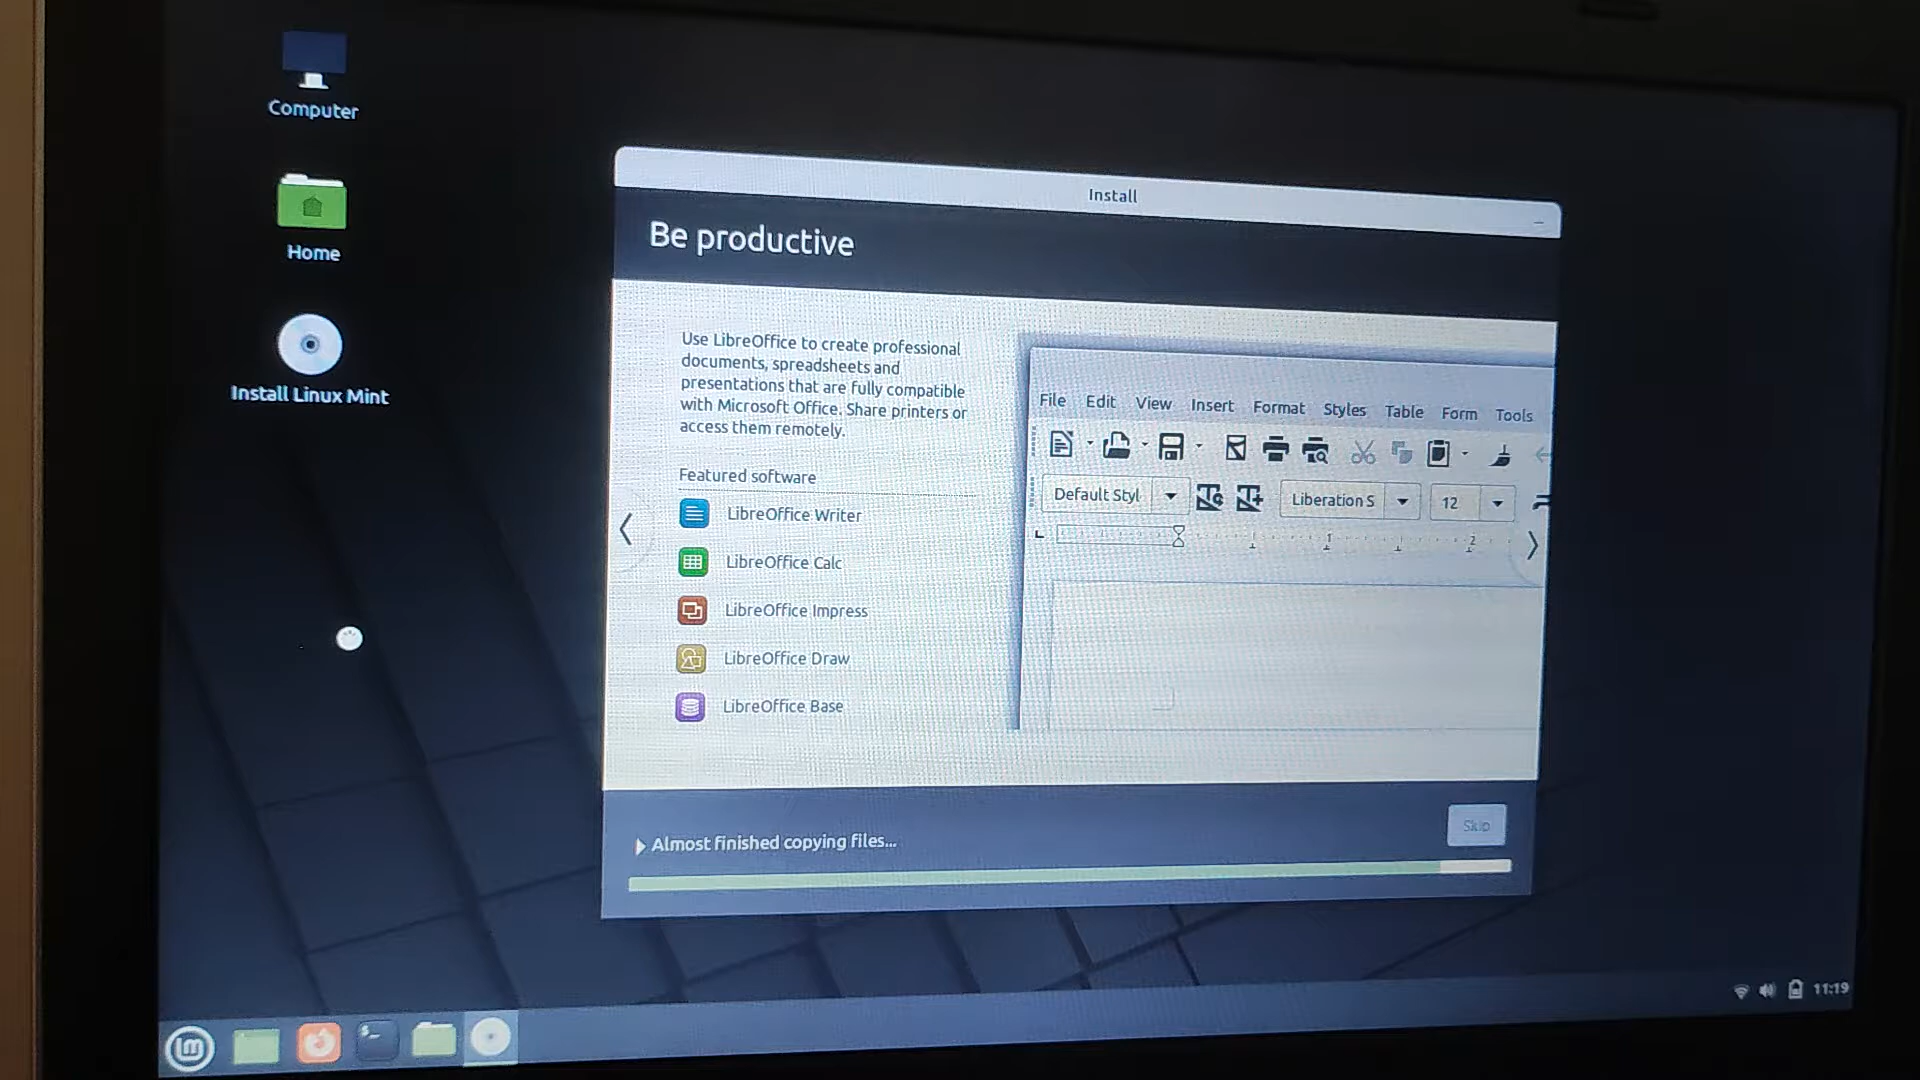 Computer
Home
Install Linux Mint
Install
Be productive
Use LibreOffice to create professional
documents, spreadsheets and
presentations that are fully compatible
with Microsoft Office. Share printers or
access them remotely.
Featured software
LibreOffice Writer
LibreOffice Calc
LibreOffice Impress
LibreOffice Draw
LibreOffice Base
File Edit View Insert Format Styles Table Form Tools
Default Styl Liberation S 12
1 2
Almost finished copying files...
Skip
lm $_ 11:19